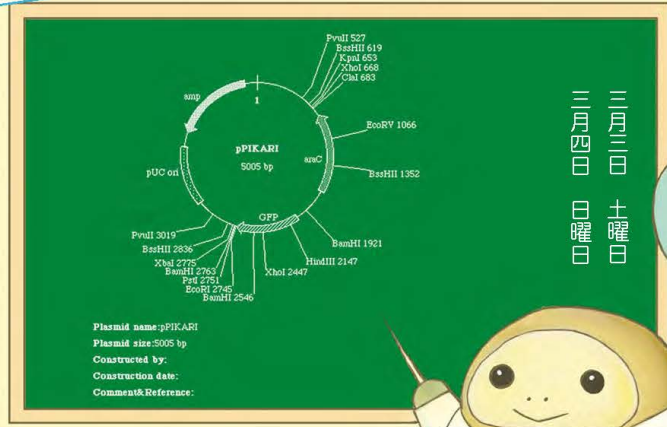 PvuII 527
BssHII 619
KpnI 653
XhoI 668
ClaI 683
amp
1
EcoRV 1066
pPIKARI
5005 bp
araC
pUC ori
BssHII 1352
GFP
PvuII 3019
BssHII 2836
XbaI 2775
BamHI 2763
PstI 2751
EcoRI 2745
BamHI 2546
XhoI 2447
HindIII 2147
BamHI 1921
Plasmid name:pPIKARI
Plasmid size:5005 bp
Constructed by:
Construction date:
Comment&Reference:
三月三日 土曜日
三月四日 日曜日